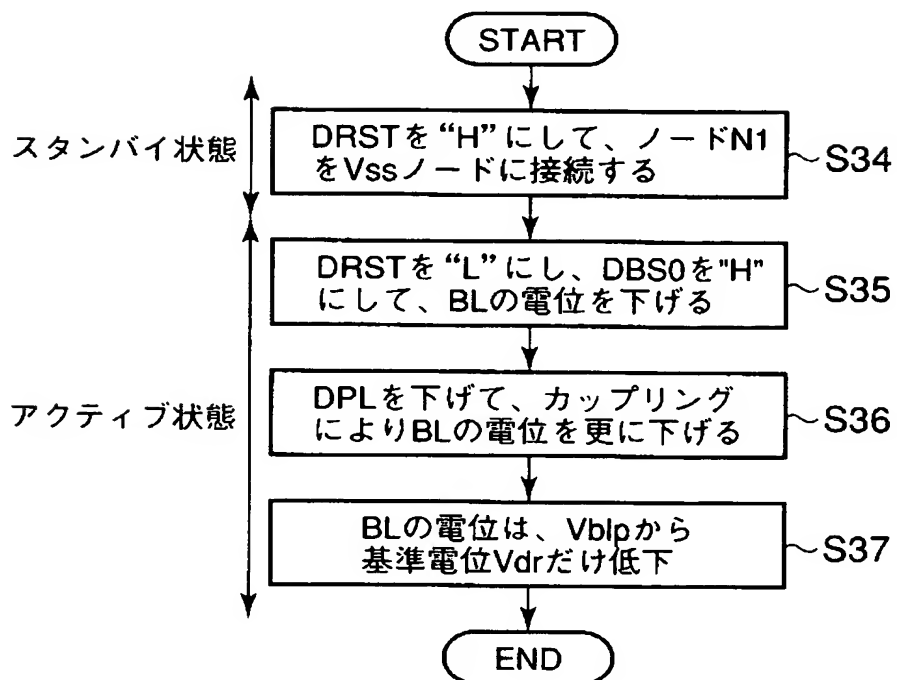 START
スタンバイ状態
DRSTを“H”にして、ノードN1
をVssノードに接続する
S34
アクティブ状態
DRSTを“L”にし、DBS0を"H"
にして、BLの電位を下げる
S35
DPLを下げて、カップリング
によりBLの電位を更に下げる
S36
BLの電位は、Vblpから
基準電位Vdrだけ低下
S37
END